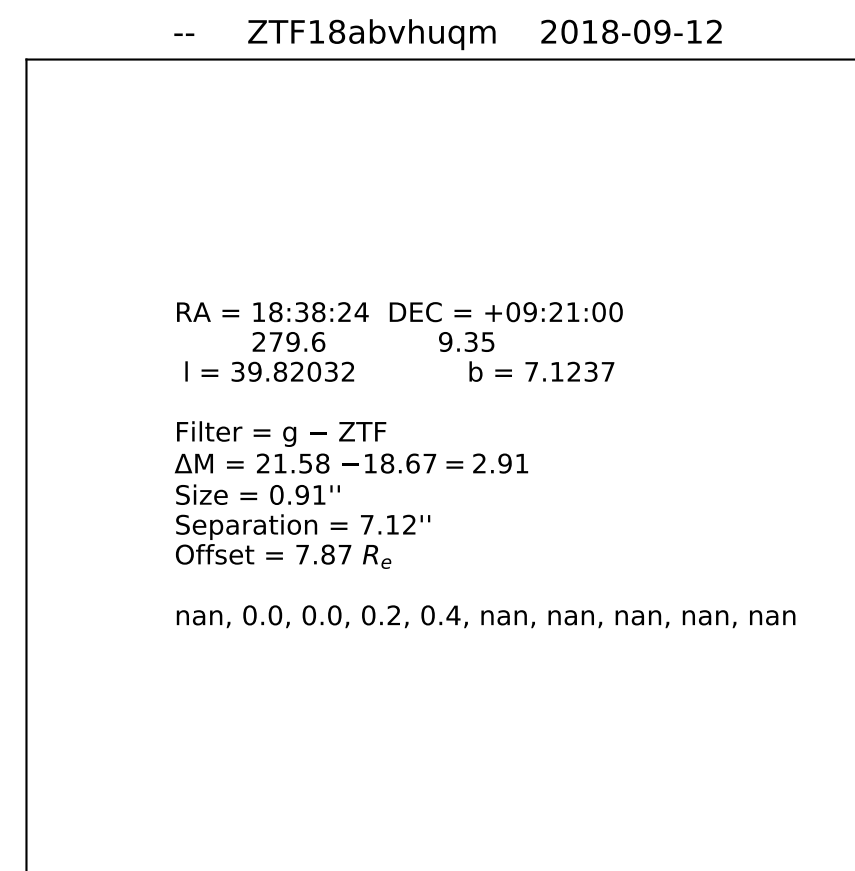 -- ZTF18abvhuqm 2018-09-12
RA = 18:38:24 DEC = +09:21:00
279.6 9.35
l = 39.82032 b = 7.1237
Filter = g − ZTF
ΔM = 21.58 −18.67 = 2.91
Size = 0.91''
Separation = 7.12''
Offset = 7.87 Rₑ
nan, 0.0, 0.0, 0.2, 0.4, nan, nan, nan, nan, nan